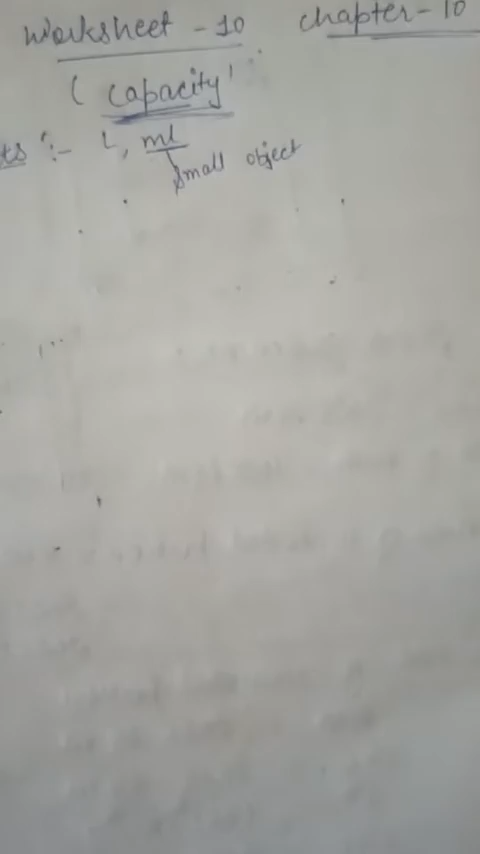 Worksheet - 10 chapter - 10
( Capacity'
ts :- L, ml
small object